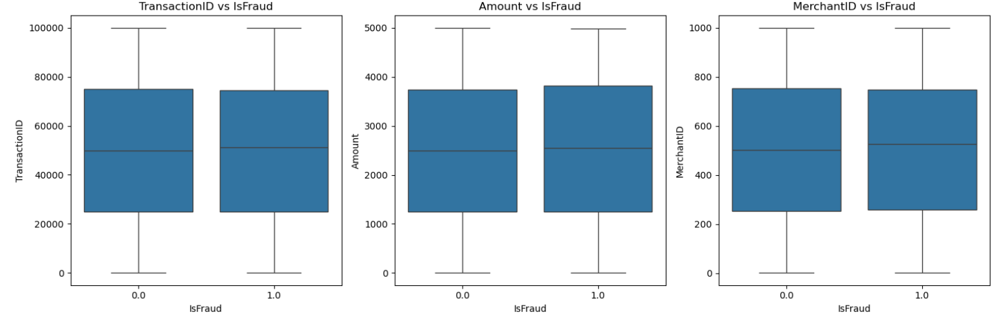 TransactionID vs IsFraud
TransactionID
100000
80000
60000
40000
20000
0
0.0
1.0
IsFraud
Amount vs IsFraud
Amount
5000
4000
3000
2000
1000
0
0.0
1.0
IsFraud
MerchantID vs IsFraud
MerchantID
1000
800
600
400
200
0
0.0
1.0
IsFraud